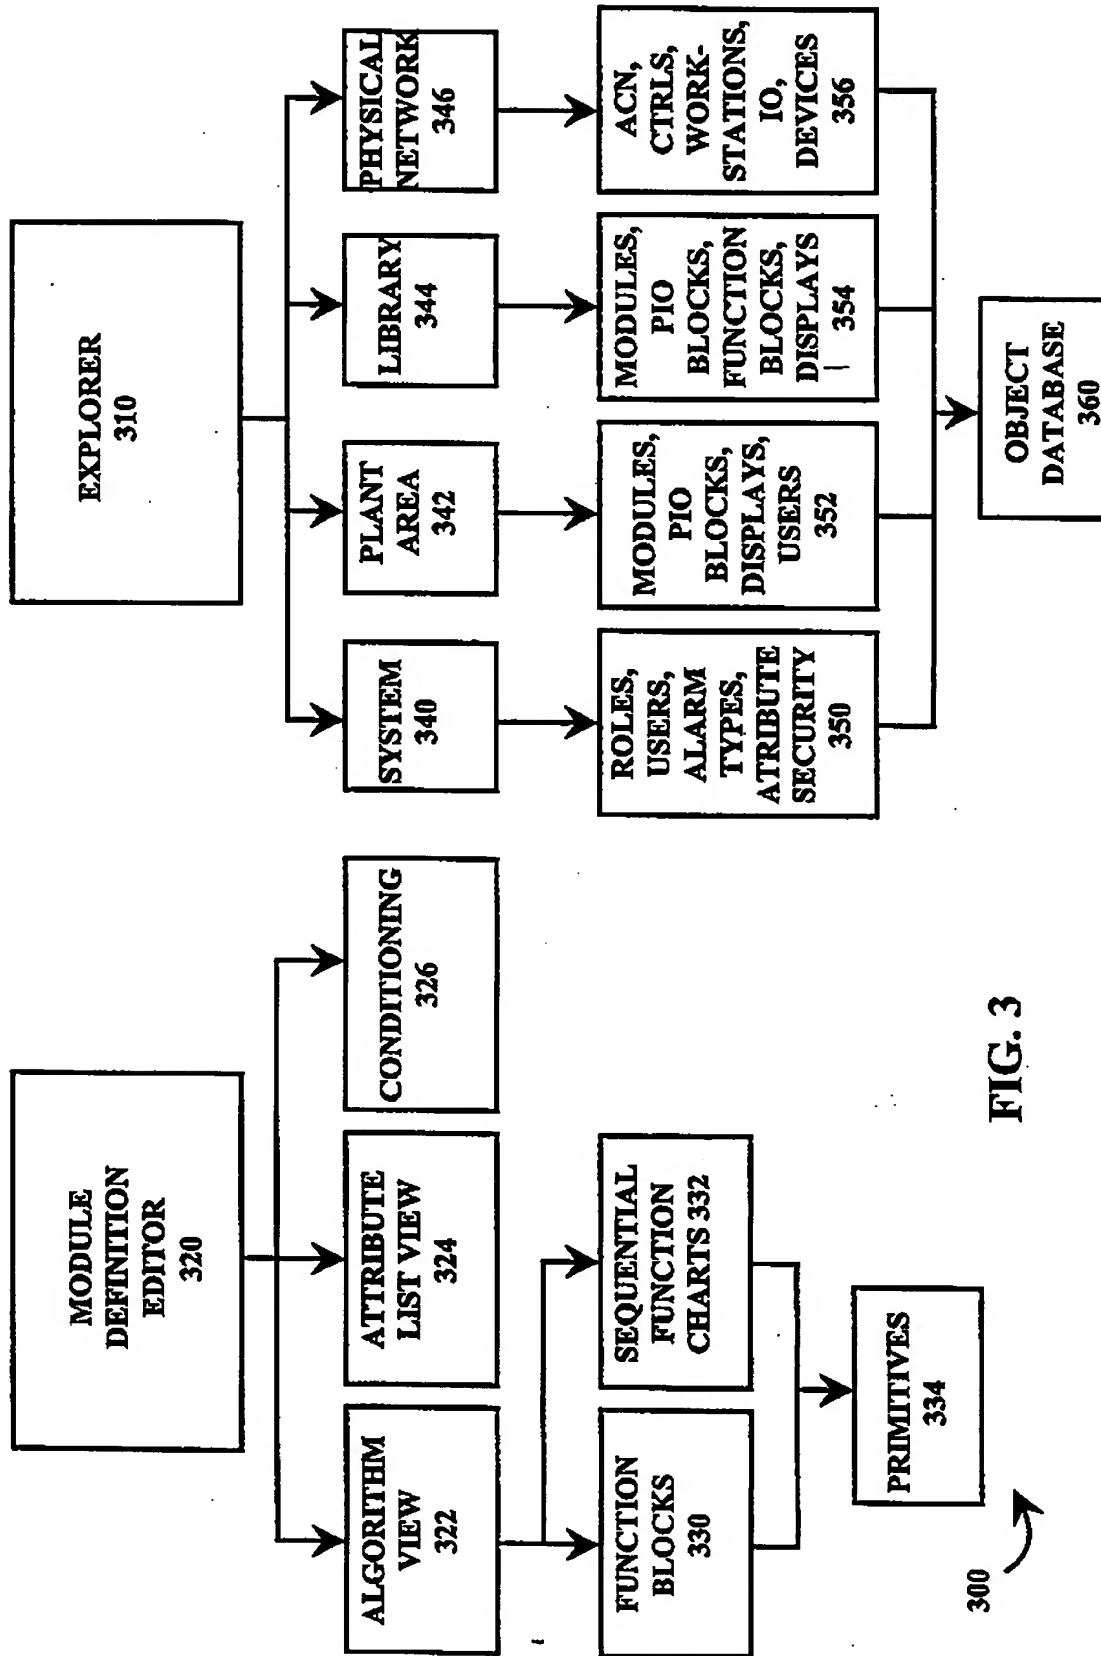 MODULE
DEFINITION
EDITOR
320
ALGORITHM
VIEW
322
ATTRIBUTE
LIST VIEW
324
CONDITIONING
326
FUNCTION
BLOCKS
330
SEQUENTIAL
FUNCTION
CHARTS 332
PRIMITIVES
334
300
EXPLORER
310
SYSTEM
340
PLANT
AREA
342
LIBRARY
344
PHYSICAL
NETWORK
346
ROLES,
USERS,
ALARM
TYPES,
ATRIBUTE
SECURITY
350
MODULES,
PIO
BLOCKS,
DISPLAYS,
USERS
352
MODULES,
PIO
BLOCKS,
FUNCTION
BLOCKS,
DISPLAYS
354
ACN,
CTRLS,
WORK-
STATIONS,
IO,
DEVICES
356
OBJECT
DATABASE
360
FIG. 3